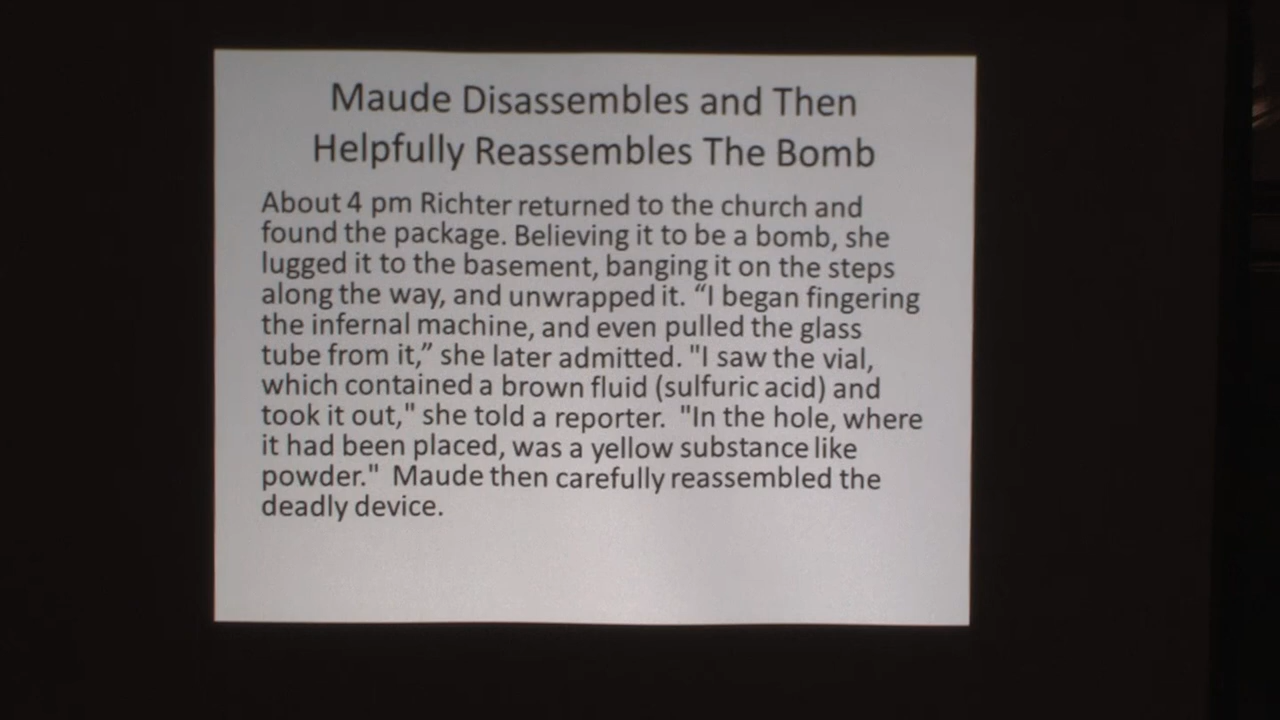 Maude Disassembles and Then
Helpfully Reassembles The Bomb
About 4 pm Richter returned to the church and
found the package. Believing it to be a bomb, she
lugged it to the basement, banging it on the steps
along the way, and unwrapped it. “I began fingering
the infernal machine, and even pulled the glass
tube from it,” she later admitted. "I saw the vial,
which contained a brown fluid (sulfuric acid) and
took it out," she told a reporter.  "In the hole, where
it had been placed, was a yellow substance like
powder."  Maude then carefully reassembled the
deadly device.